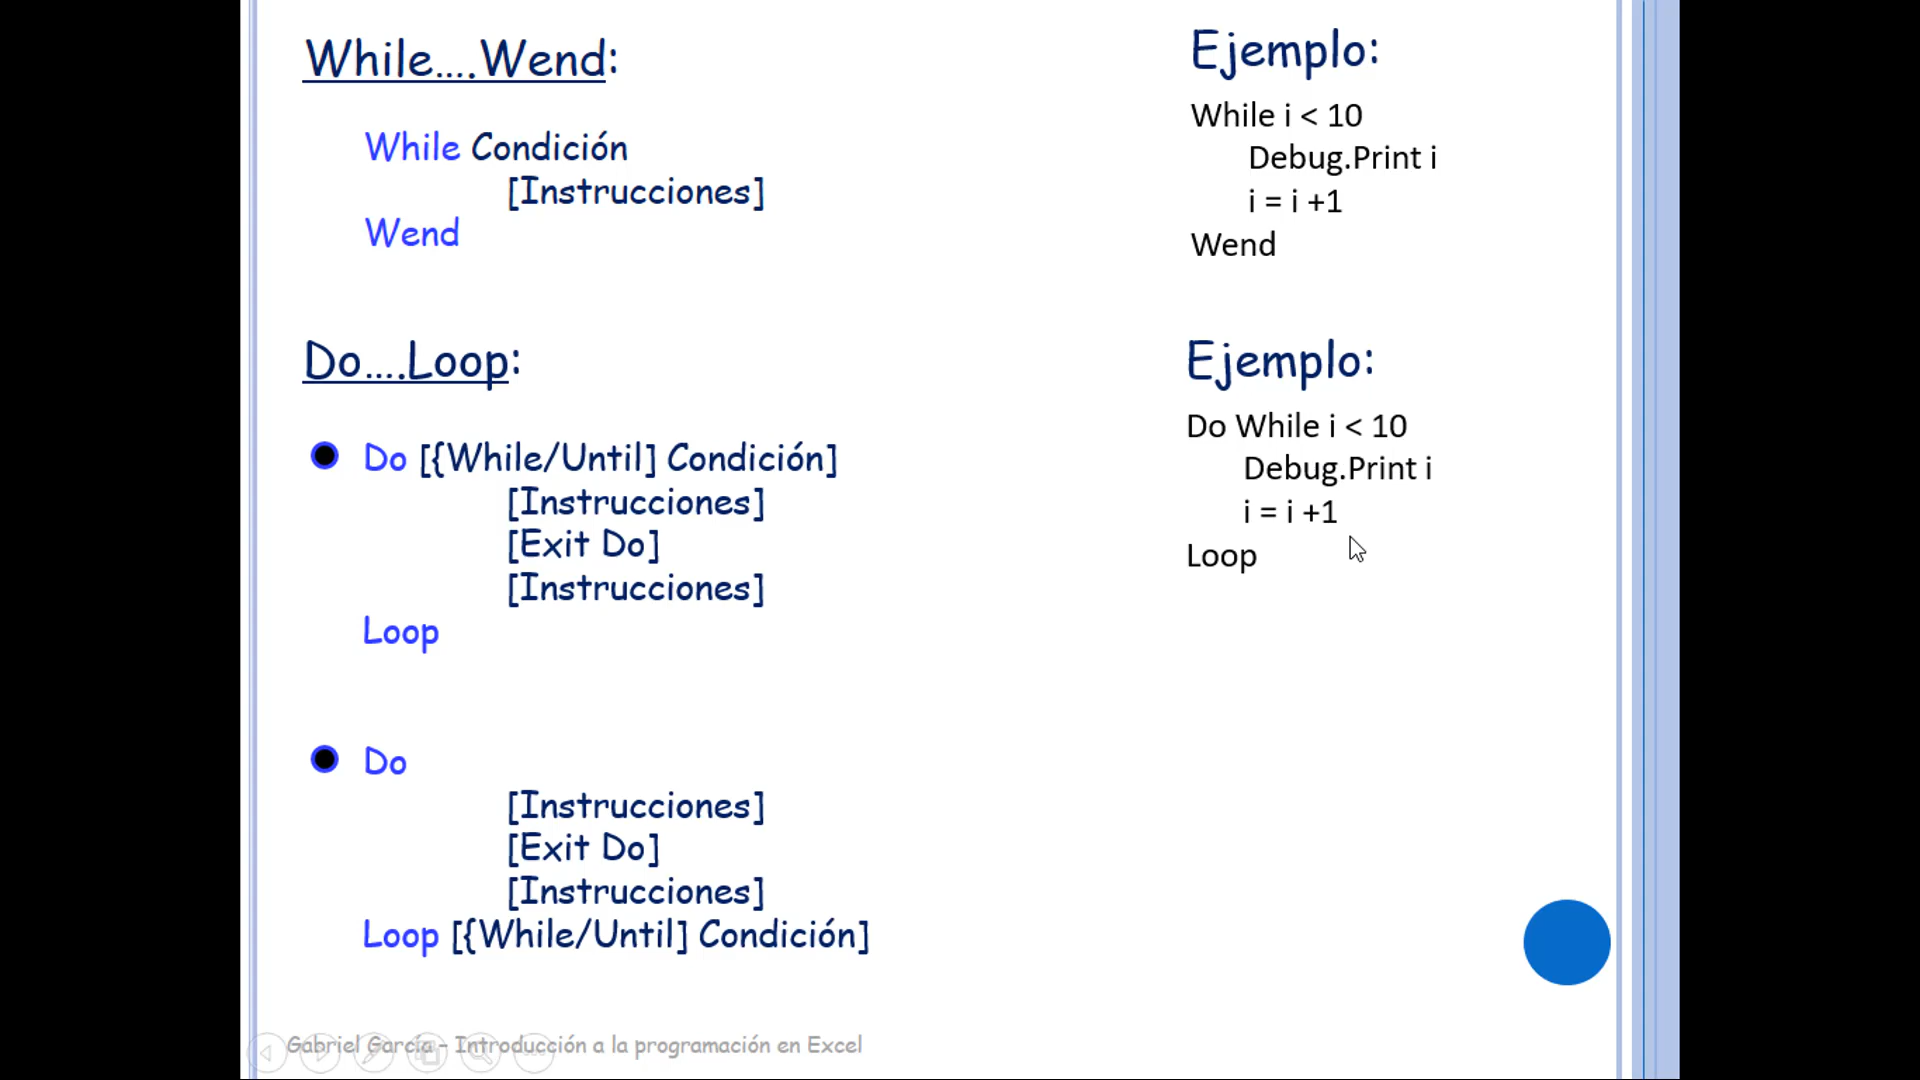 While....Wend:
While Condición
[Instrucciones]
Wend
Ejemplo:
While i < 10
Debug.Print i
i = i +1
Wend
Do....Loop:
Do [{While/Until] Condición]
[Instrucciones]
[Exit Do]
[Instrucciones]
Loop
Ejemplo:
Do While i < 10
Debug.Print i
i = i +1
Loop
Do
[Instrucciones]
[Exit Do]
[Instrucciones]
Loop [{While/Until] Condición]
Gabriel García – Introducción a la programación en Excel